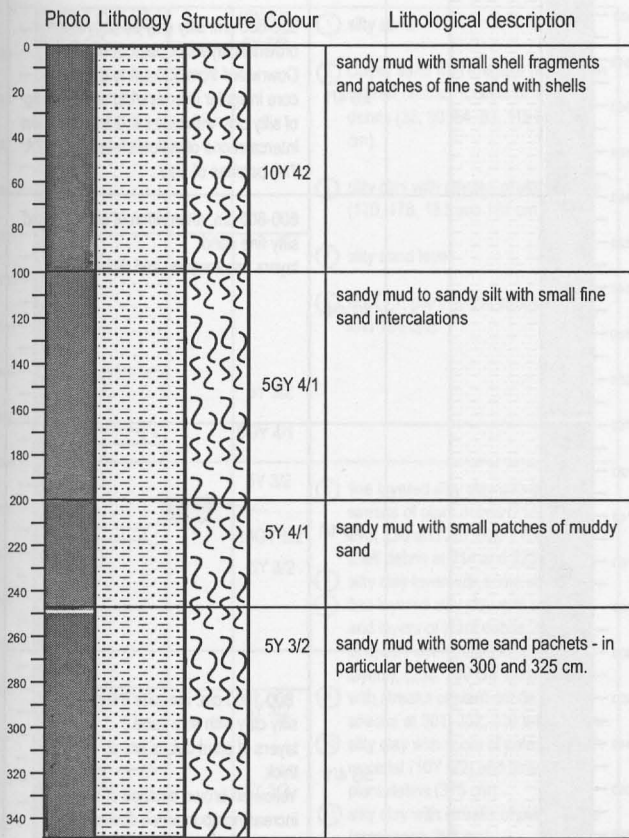 Photo Lithology Structure Colour Lithological description
0
20
40
60
80
100
120
140
160
180
200
220
240
260
280
300
320
340
10Y 42
sandy mud with small shell fragments
and patches of fine sand with shells
5GY 4/1
sandy mud to sandy silt with small fine
sand intercalations
5Y 4/1
sandy mud with small patches of muddy
sand
5Y 3/2
sandy mud with some sand pachets - in
particular between 300 and 325 cm.